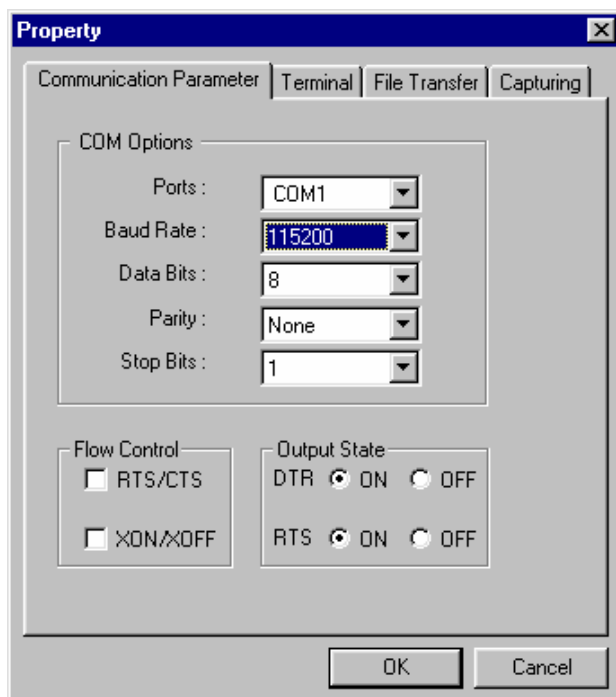 Property
Communication Parameter Terminal File Transfer Capturing
COM Options
Ports : COM1
Baud Rate : 115200
Data Bits : 8
Parity : None
Stop Bits : 1
Flow Control
RTS/CTS
XON/XOFF
Output State
DTR ON OFF
RTS ON OFF
OK Cancel